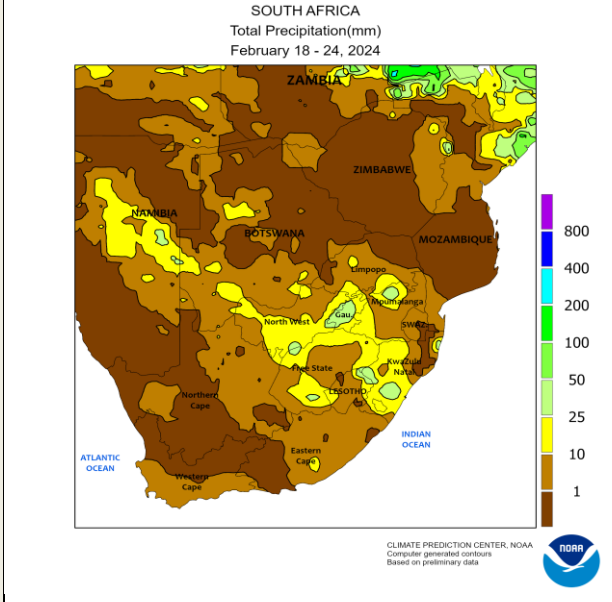 SOUTH AFRICA
Total Precipitation(mm)
February 18 - 24, 2024
ZAMBIA
ZIMBABWE
NAMIBIA
BOTSWANA
MOZAMBIQUE
Limpopo
Mpumalanga
Gau.
North West
SWAZ.
Free State
KwaZulu
Natal
LESOTHO
Northern
Cape
Eastern
Cape
Western
Cape
INDIAN
OCEAN
ATLANTIC
OCEAN
800
400
200
100
50
25
10
1
CLIMATE PREDICTION CENTER, NOAA
Computer generated contours
Based on preliminary data
NOAA